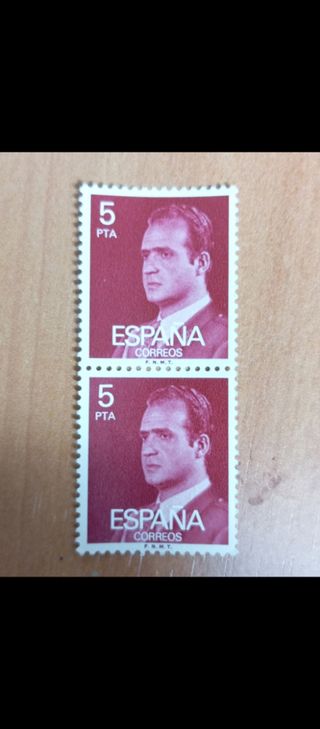 5
PTA
ESPAÑA
CORREOS
F.N.M.T.
5
PTA
ESPAÑA
CORREOS
F.N.M.T.